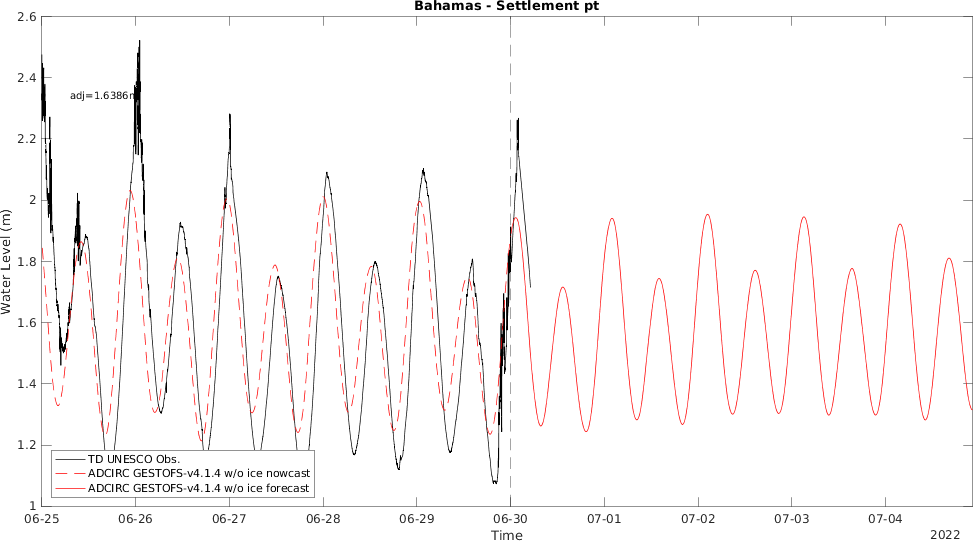 Bahamas - Settlement pt
2.6
2.4
adj=1.6386m
2.2
2
1.8
Water Level (m)
1.6
1.4
1.2
TD UNESCO Obs.
ADCIRC GESTOFS-v4.1.4 w/o ice nowcast
ADCIRC GESTOFS-v4.1.4 w/o ice forecast
1
06-25 06-26 06-27 06-28 06-29 06-30 07-01 07-02 07-03 07-04
Time
2022